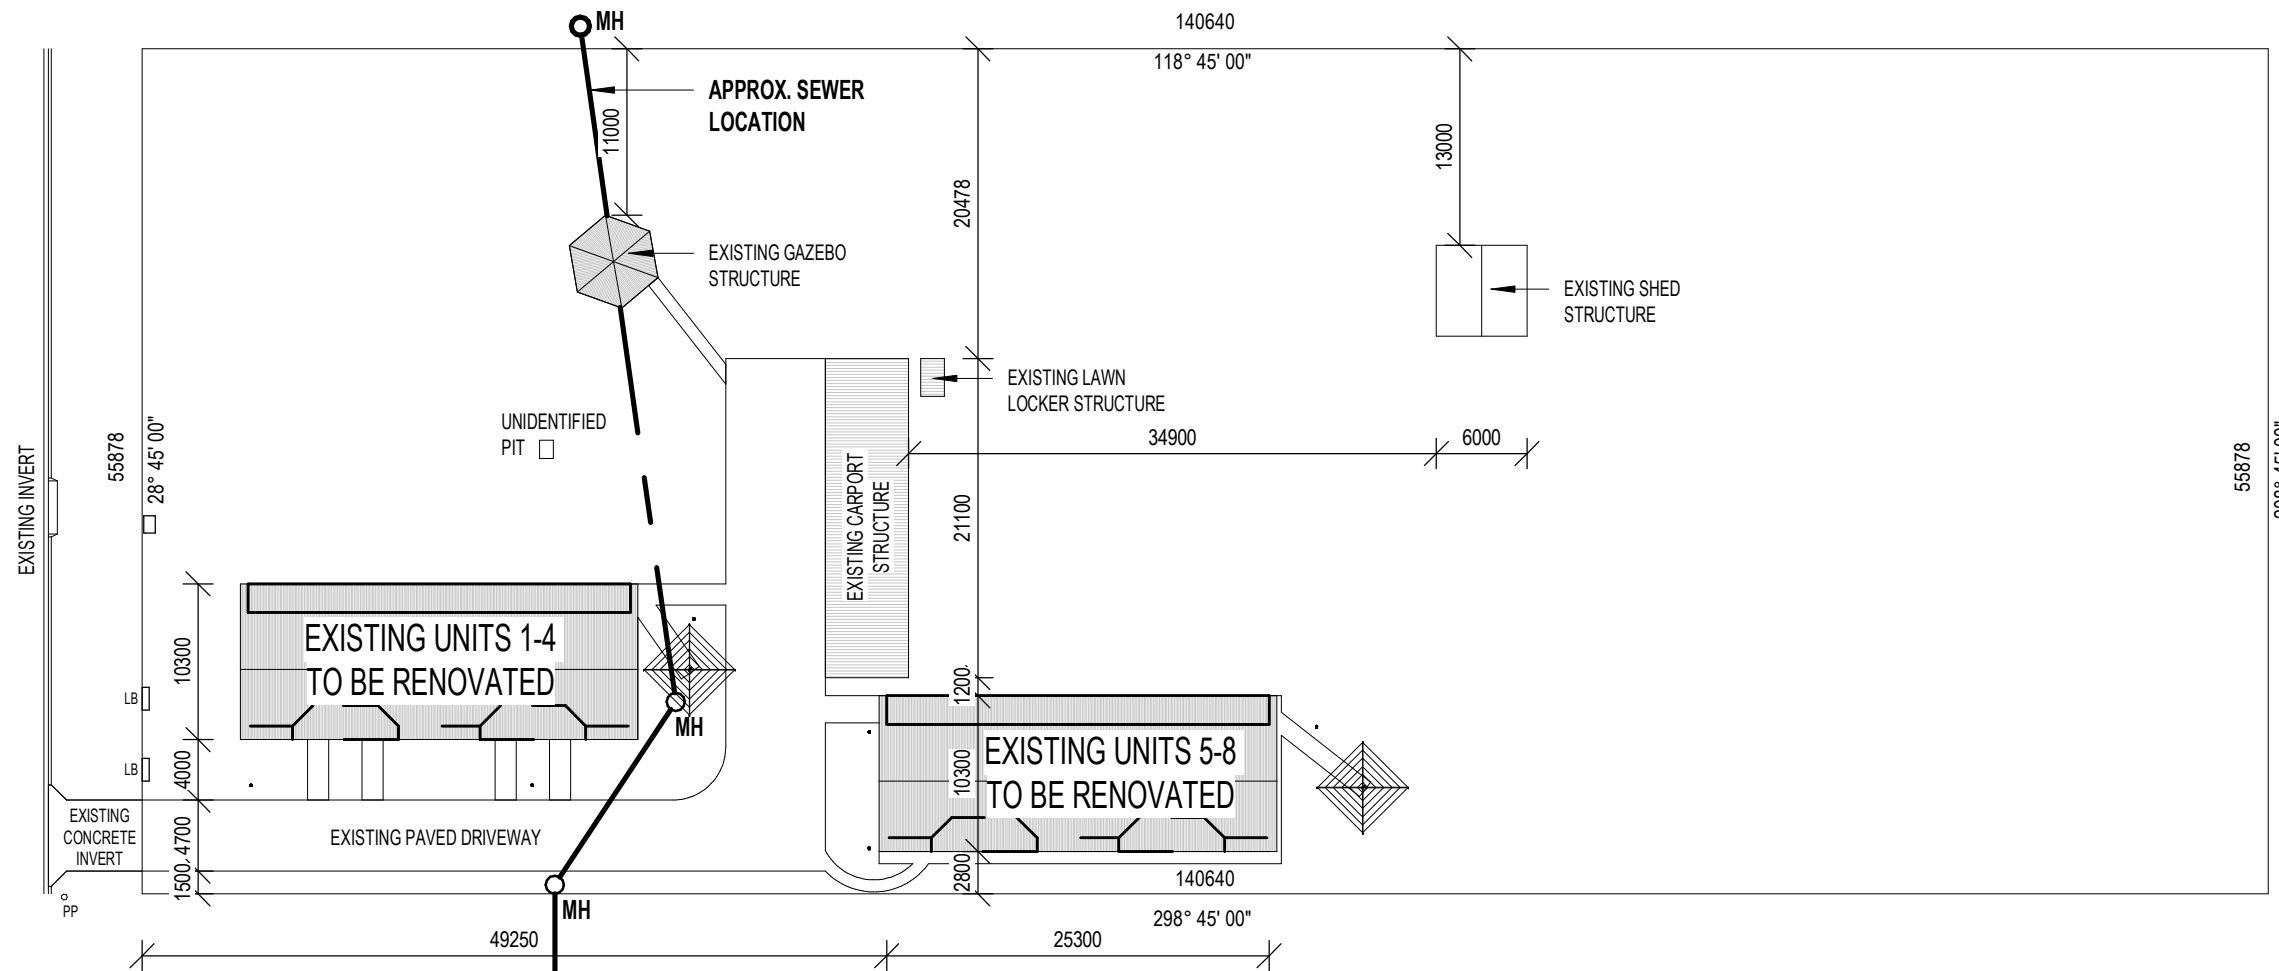 MH
140640
118° 45' 00"
APPROX. SEWER
LOCATION
11000
13000
20478
EXISTING GAZEBO
STRUCTURE
EXISTING SHED
STRUCTURE
EXISTING LAWN
LOCKER STRUCTURE
UNIDENTIFIED
PIT
34900
6000
EXISTING INVERT
55878
28° 45' 00"
EXISTING CARPORT
STRUCTURE
21100
55878
EXISTING UNITS 1-4
TO BE RENOVATED
10300
LB
LB
4000
1200
MH
EXISTING UNITS 5-8
TO BE RENOVATED
10300
EXISTING
CONCRETE
INVERT
EXISTING PAVED DRIVEWAY
4700
1500
2800
PP
MH
140640
298° 45' 00"
49250
25300